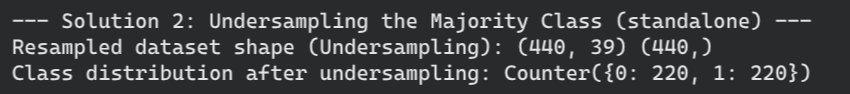 --- Solution 2: Undersampling the Majority Class (standalone) ---
Resampled dataset shape (Undersampling): (440, 39) (440,)
Class distribution after undersampling: Counter({0: 220, 1: 220})